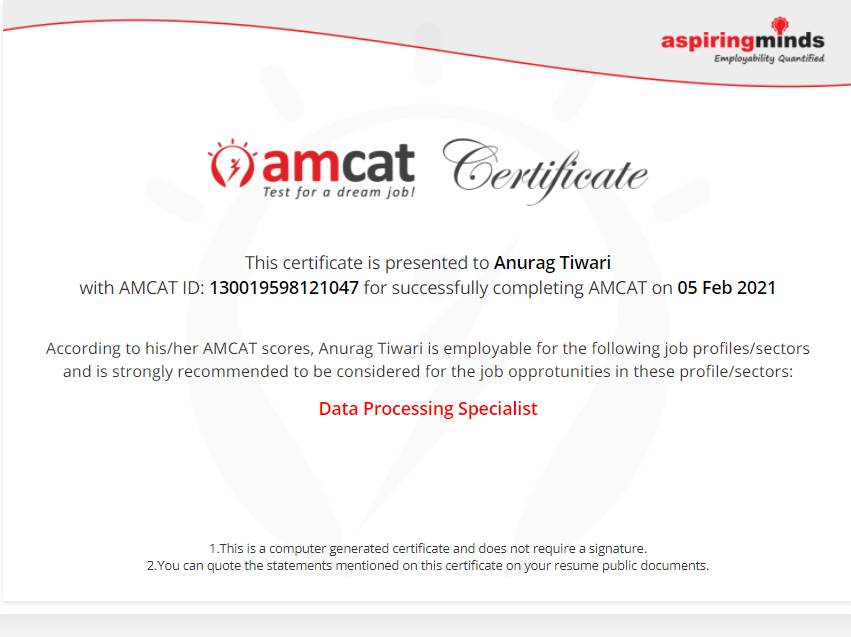 aspiringminds
Employability Quantified
amcat Certificate
Test for a dream job!
This certificate is presented to Anurag Tiwari
with AMCAT ID: 130019598121047 for successfully completing AMCAT on 05 Feb 2021
According to his/her AMCAT scores, Anurag Tiwari is employable for the following job profiles/sectors
and is strongly recommended to be considered for the job opprotunities in these profile/sectors:
Data Processing Specialist
1.This is a computer generated certificate and does not require a signature.
2.You can quote the statements mentioned on this certificate on your resume public documents.